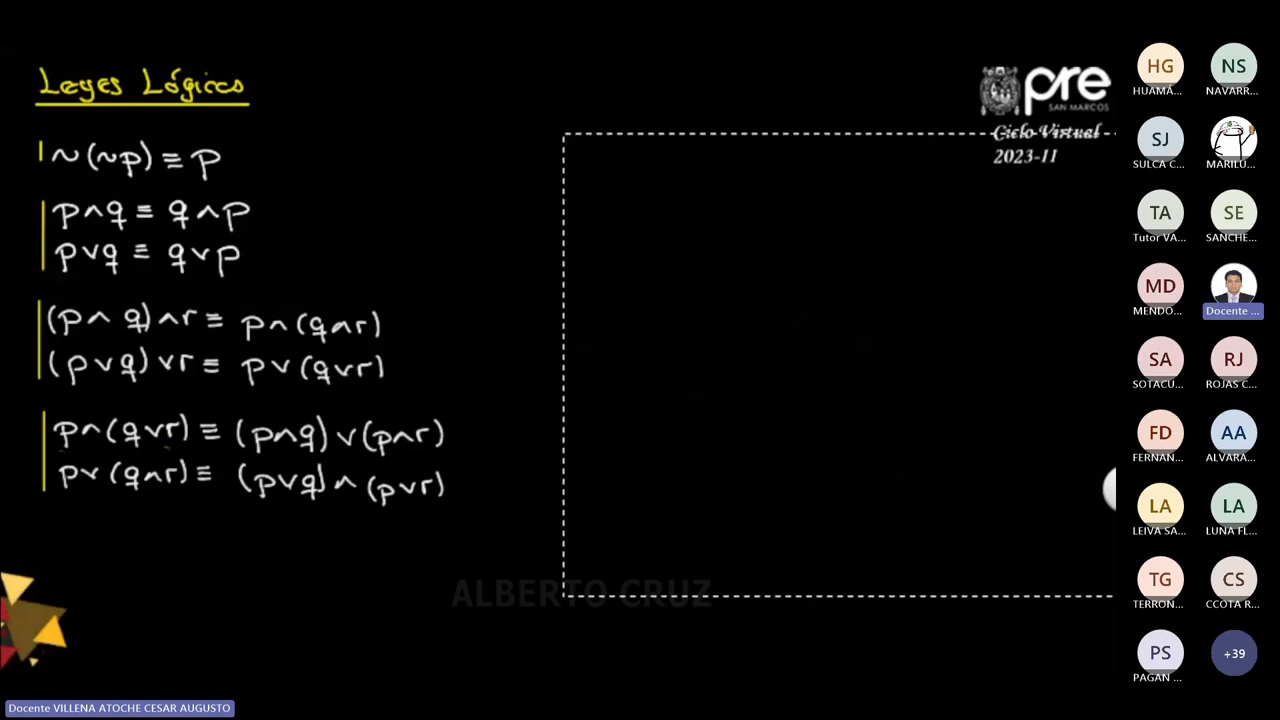 Leyes Lógicas
~(~p) ≡ p
p∧q ≡ q∧p
p∨q ≡ q∨p
(p∧q)∧r ≡ p∧(q∧r)
(p∨q)∨r ≡ p∨(q∨r)
p∧(q∨r) ≡ (p∧q)∨(p∧r)
p∨(q∧r) ≡ (p∨q)∧(p∨r)
pre
SAN MARCOS
Ciclo Virtual
2023-II
ALBERTO CRUZ
HG NS
HUAMÁ... NAVARR...
SJ
SULCA C... MARILÚ...
TA SE
Tutor VA... SANCHE...
MD
MENDO... Docente ...
SA RJ
SOTACU... ROJAS C...
FD AA
FERNAN... ALVARA...
LA LA
LEIVA SA... LUNA FL...
TG CS
TERRON... CCOTA R...
PS +39
PAGAN ...
Docente VILLENA ATOCHE CESAR AUGUSTO